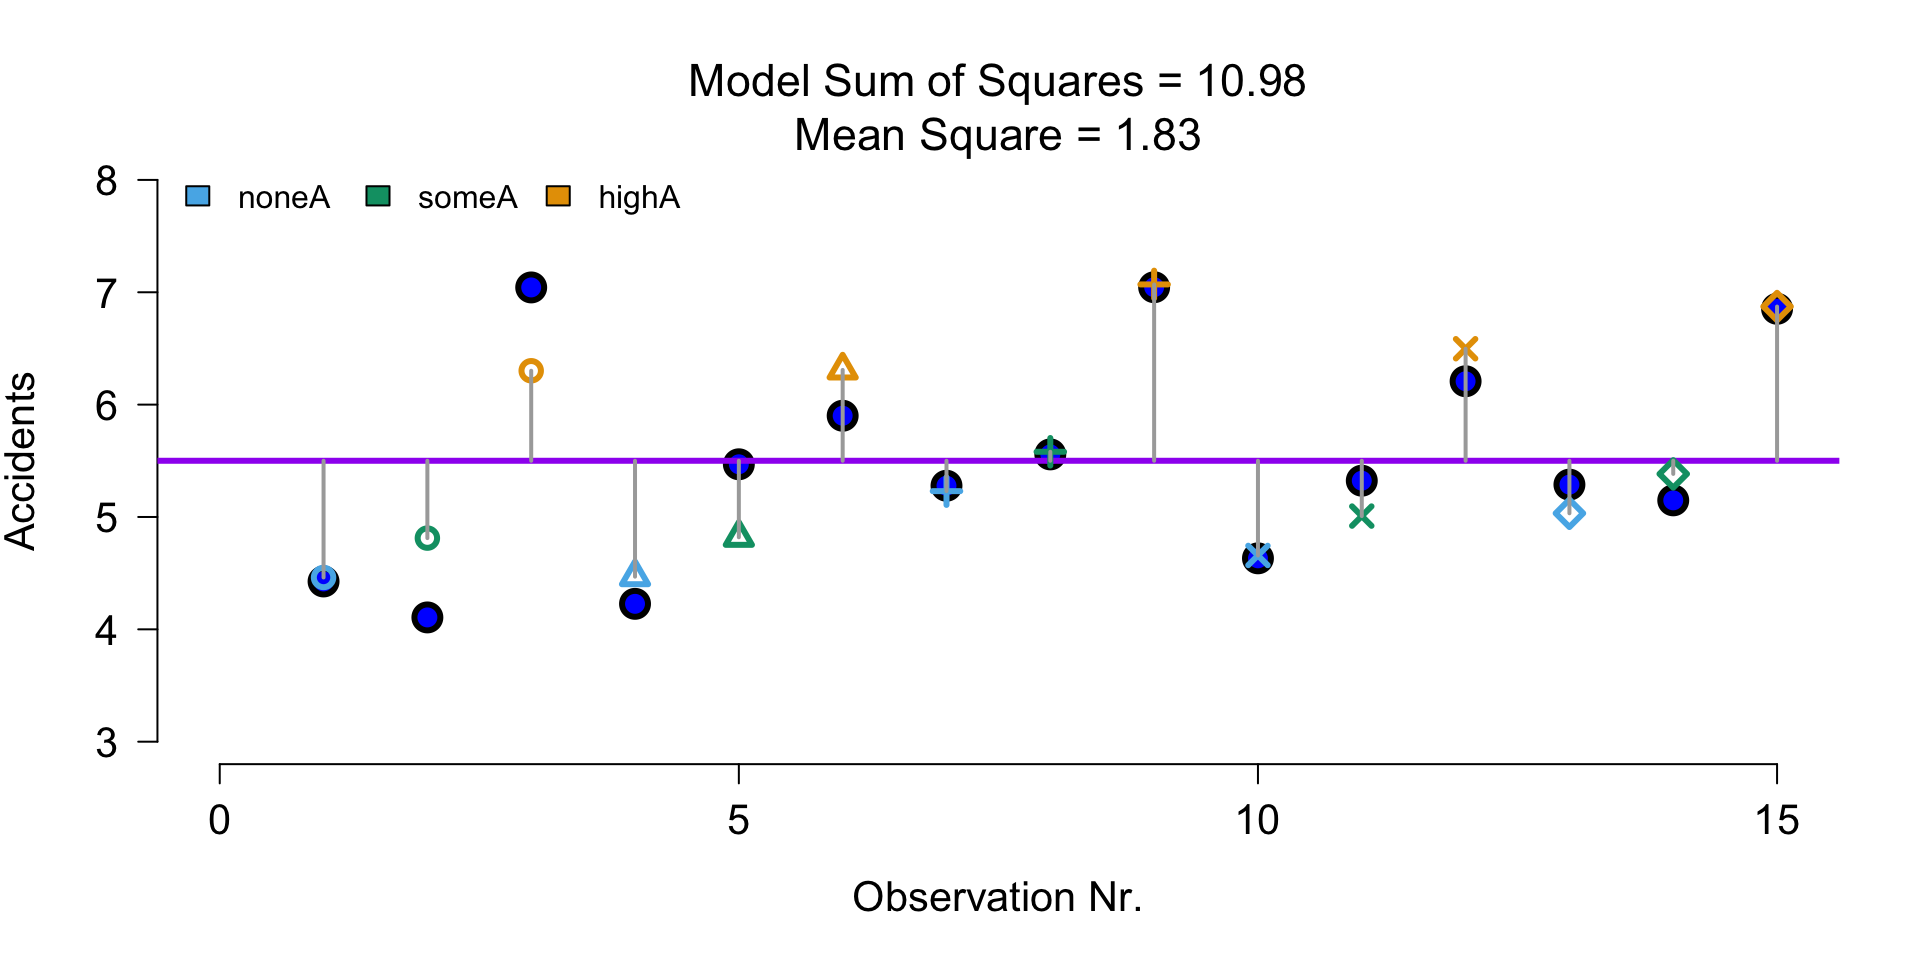 Model Sum of Squares = 10.98
Mean Square = 1.83
noneA someA highA
8
7
6
5
4
3
Accidents
0 5 10 15
Observation Nr.